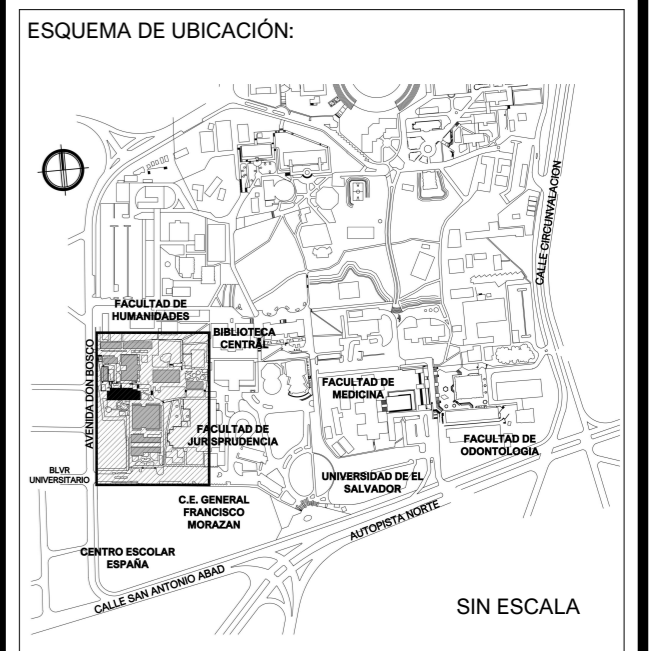 ESQUEMA DE UBICACIÓN:
CALLE CIRCUNVALACION
FACULTAD DE
HUMANIDADES
BIBLIOTECA
CENTRAL
AVENIDA DON BOSCO
FACULTAD DE
MEDICINA
FACULTAD DE
JURISPRUDENCIA
FACULTAD DE
ODONTOLOGIA
BLVR
UNIVERSITARIO
UNIVERSIDAD DE EL
SALVADOR
C.E. GENERAL
FRANCISCO
MORAZAN
AUTOPISTA NORTE
CENTRO ESCOLAR
ESPAÑA
CALLE SAN ANTONIO ABAD
SIN ESCALA